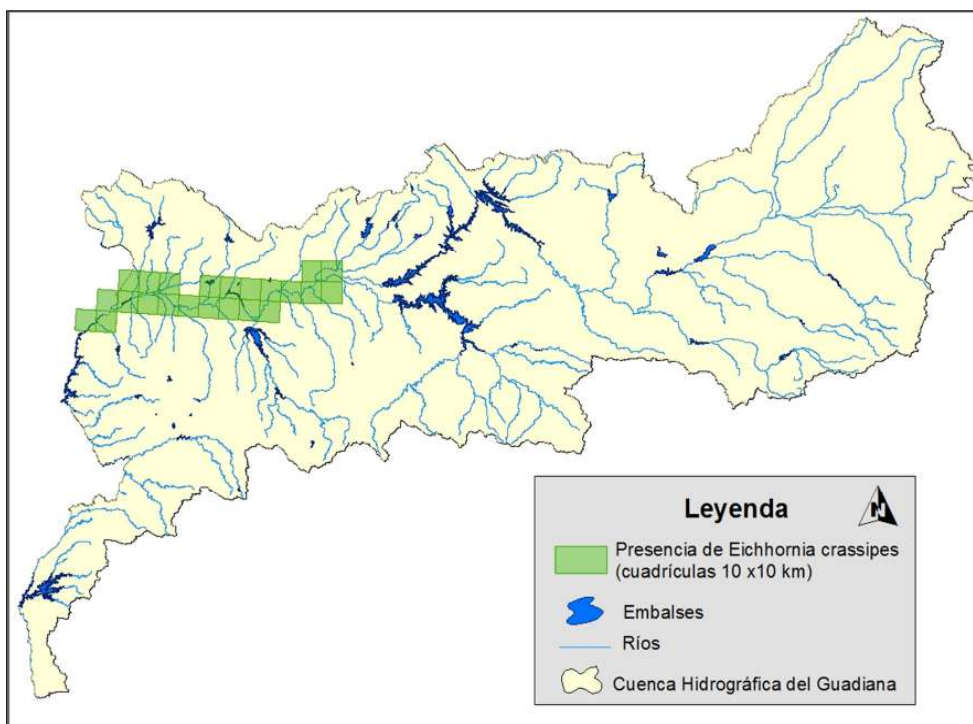 Leyenda
N
Presencia de Eichhornia crassipes
(cuadrículas 10 x10 km)
Embalses
Ríos
Cuenca Hidrográfica del Guadiana